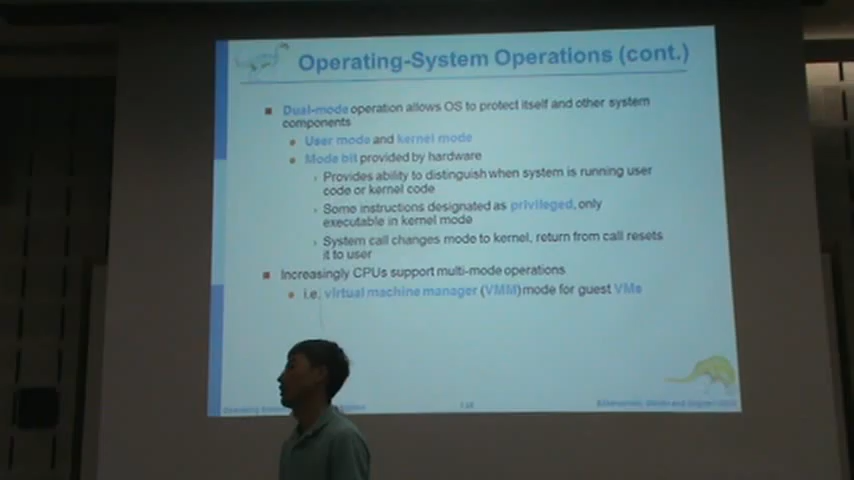 Operating-System Operations (cont.)
Dual-mode operation allows OS to protect itself and other system
components
User mode and kernel mode
Mode bit provided by hardware
Provides ability to distinguish when system is running user
code or kernel code
Some instructions designated as privileged, only
executable in kernel mode
System call changes mode to kernel, return from call resets
it to user
Increasingly CPUs support multi-mode operations
i.e. virtual machine manager (VMM) mode for guest VMs
Operating